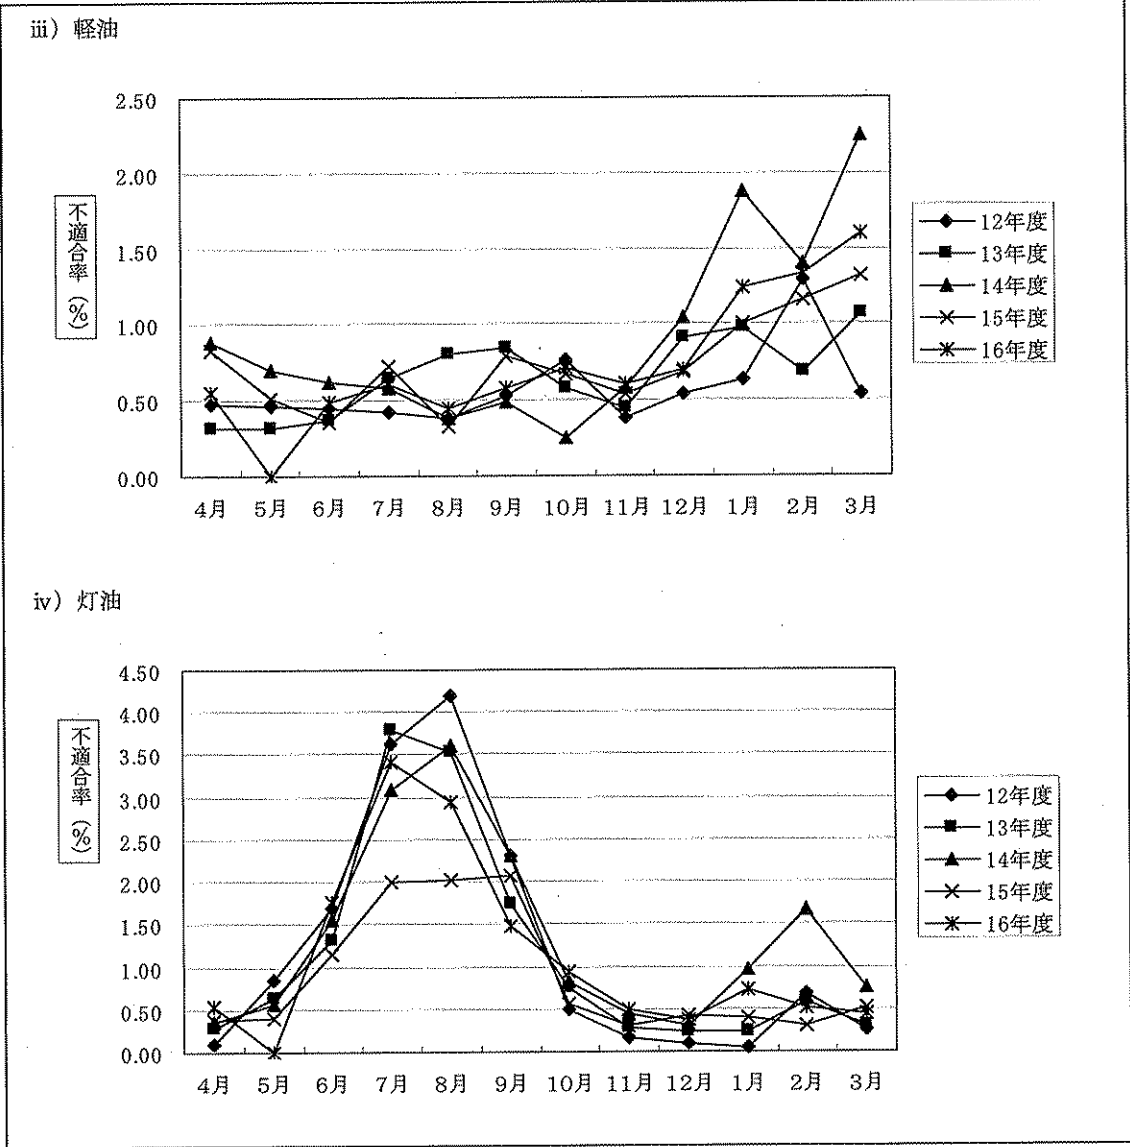 iii）軽油
2.50
2.00
1.50
1.00
0.50
0.00
不適合率（%）
4月 5月 6月 7月 8月 9月 10月 11月 12月 1月 2月 3月
12年度
13年度
14年度
15年度
16年度
iv）灯油
4.50
4.00
3.50
3.00
2.50
2.00
1.50
1.00
0.50
0.00
不適合率（%）
4月 5月 6月 7月 8月 9月 10月 11月 12月 1月 2月 3月
12年度
13年度
14年度
15年度
16年度